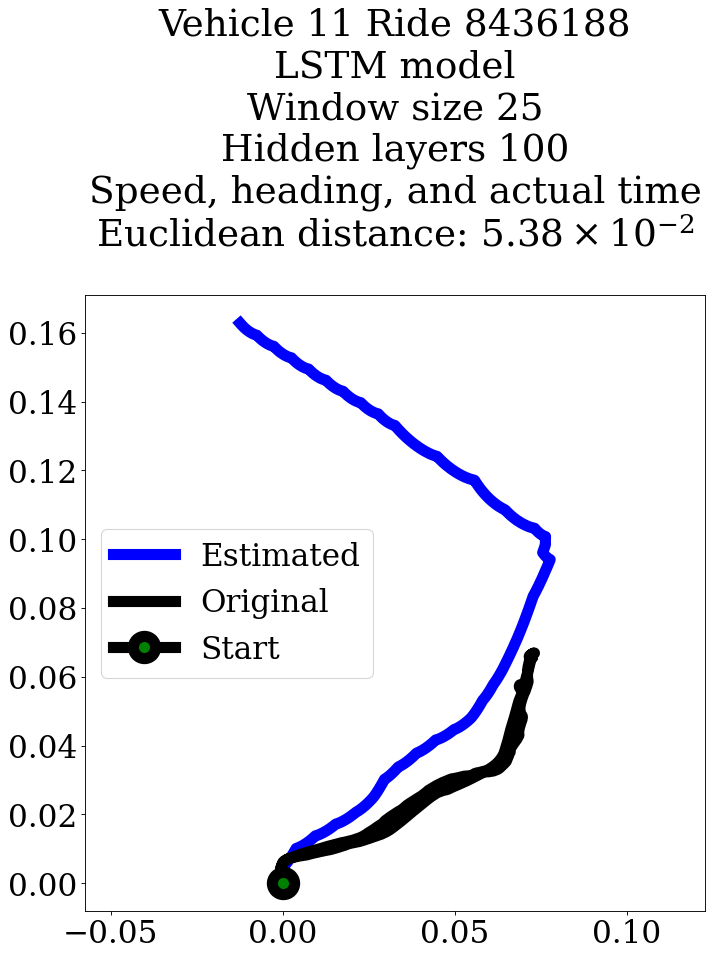 Vehicle 11 Ride 8436188
LSTM model
Window size 25
Hidden layers 100
Speed, heading, and actual time
Euclidean distance: 5.38 × 10⁻²
0.16
0.14
0.12
0.10
0.08
0.06
0.04
0.02
0.00
Estimated
Original
Start
−0.05 0.00 0.05 0.10